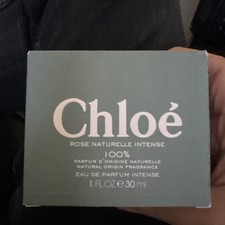 Chloé
ROSE NATURELLE INTENSE
100%
PARFUM D'ORIGINE NATURELLE
NATURAL ORIGIN FRAGRANCE
EAU DE PARFUM INTENSE
1 FL OZ ℮ 30 ml